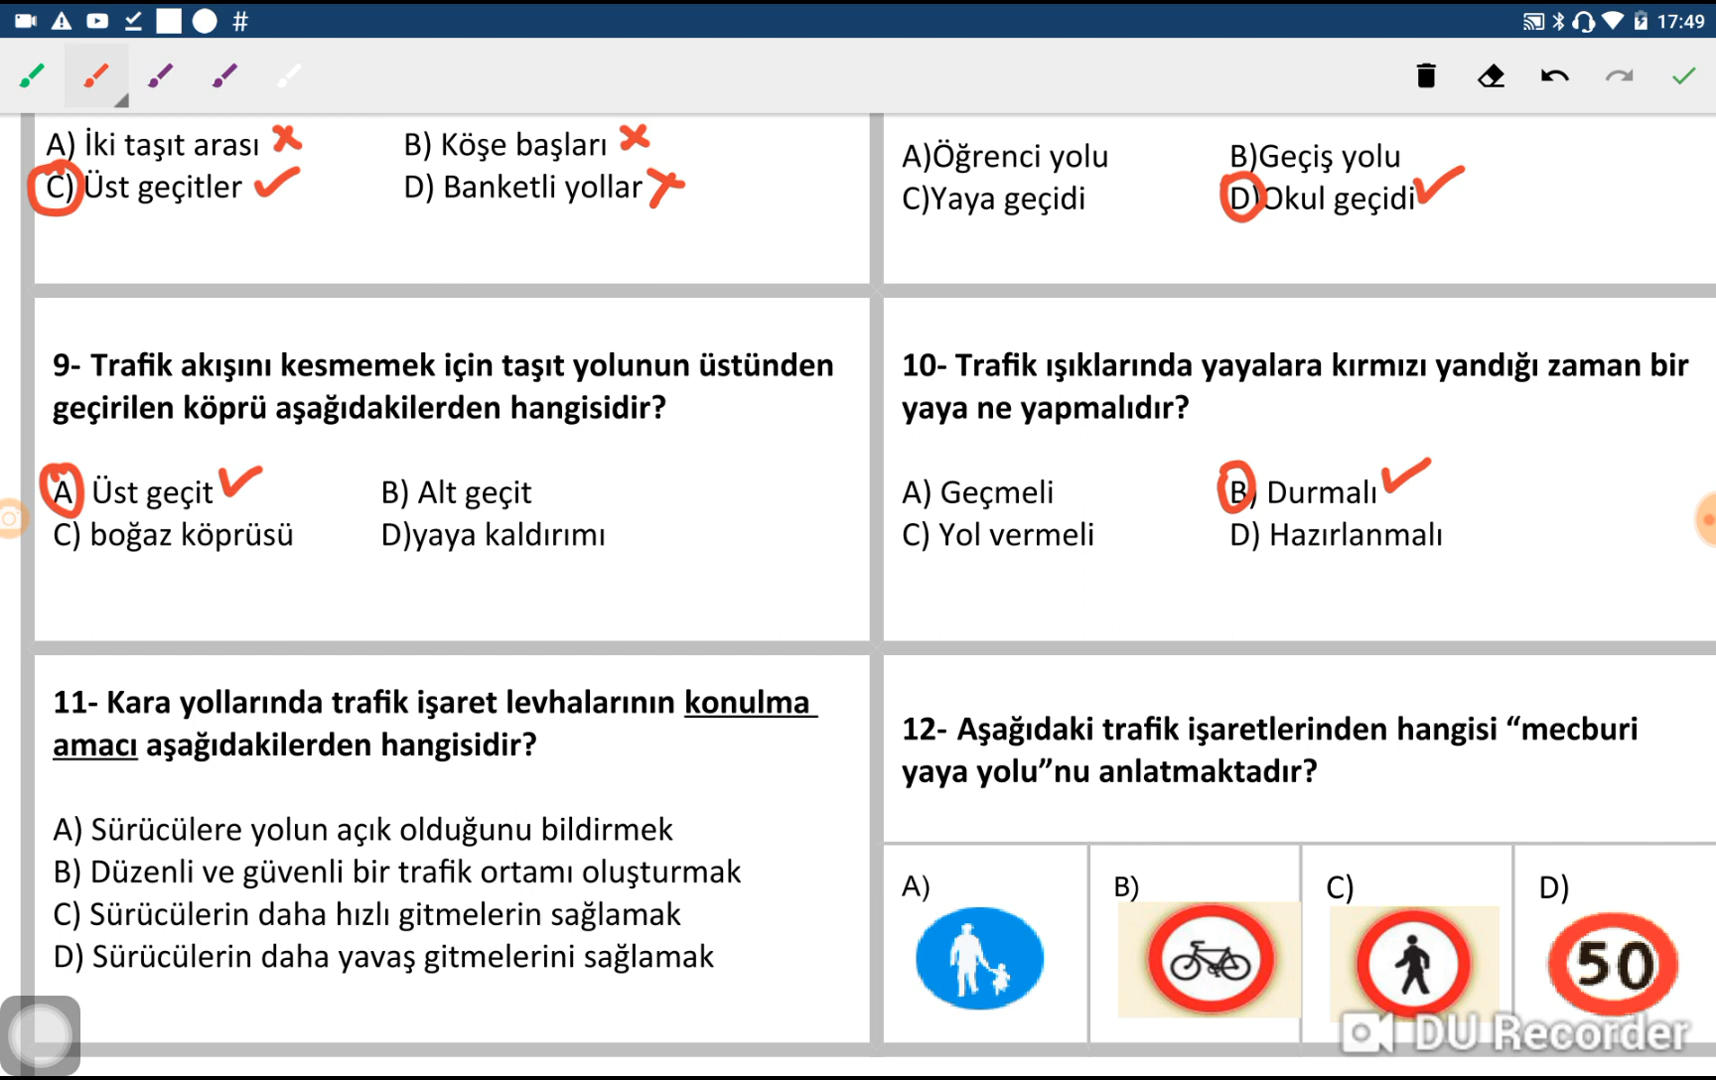 #
17:49
A) İki taşıt arası
B) Köşe başları
C) Üst geçitler
D) Banketli yollar
A)Öğrenci yolu
B)Geçiş yolu
C)Yaya geçidi
D)Okul geçidi
9- Trafik akışını kesmemek için taşıt yolunun üstünden
geçirilen köprü aşağıdakilerden hangisidir?
A) Üst geçit
B) Alt geçit
C) boğaz köprüsü
D)yaya kaldırımı
10- Trafik ışıklarında yayalara kırmızı yandığı zaman bir
yaya ne yapmalıdır?
A) Geçmeli
B) Durmalı
C) Yol vermeli
D) Hazırlanmalı
11- Kara yollarında trafik işaret levhalarının konulma
amacı aşağıdakilerden hangisidir?
A) Sürücülere yolun açık olduğunu bildirmek
B) Düzenli ve güvenli bir trafik ortamı oluşturmak
C) Sürücülerin daha hızlı gitmelerin sağlamak
D) Sürücülerin daha yavaş gitmelerini sağlamak
12- Aşağıdaki trafik işaretlerinden hangisi “mecburi
yaya yolu”nu anlatmaktadır?
A)
B)
C)
D)
50
DU Recorder